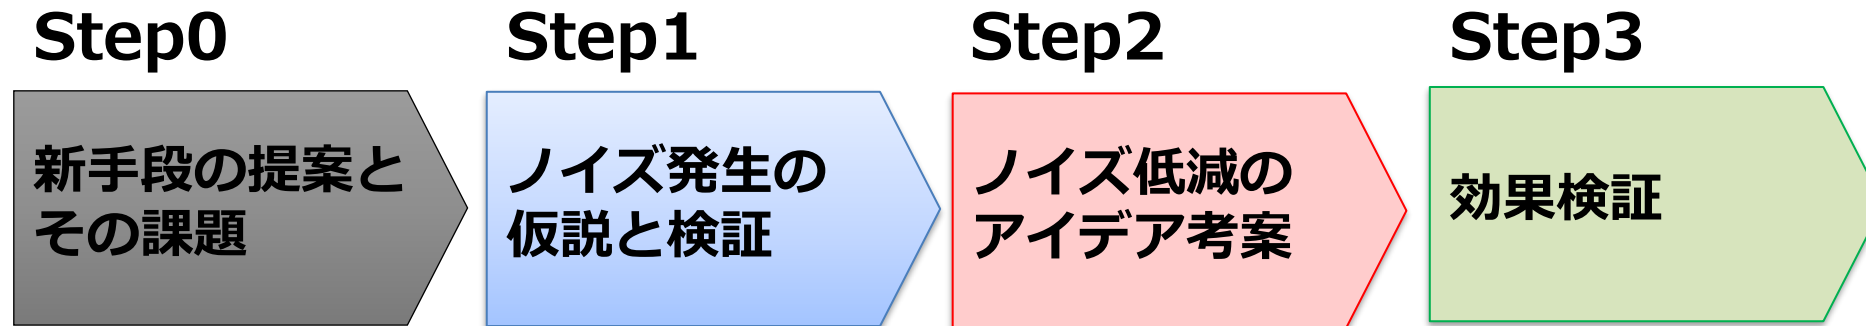 Step0
新手段の提案と
その課題
Step1
ノイズ発生の
仮説と検証
Step2
ノイズ低減の
アイデア考案
Step3
効果検証